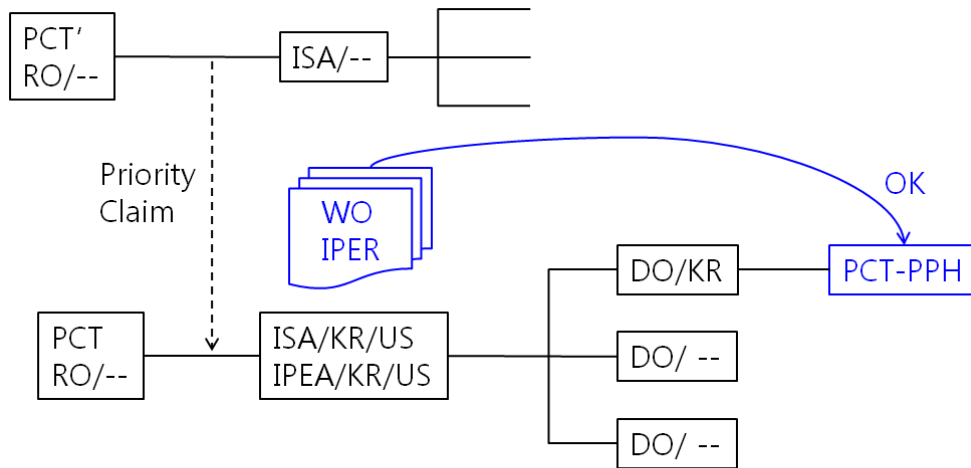 PCT′
RO/--
ISA/--
Priority
Claim
WO
IPER
OK
DO/KR
PCT-PPH
PCT
RO/--
ISA/KR/US
IPEA/KR/US
DO/ --
DO/ --